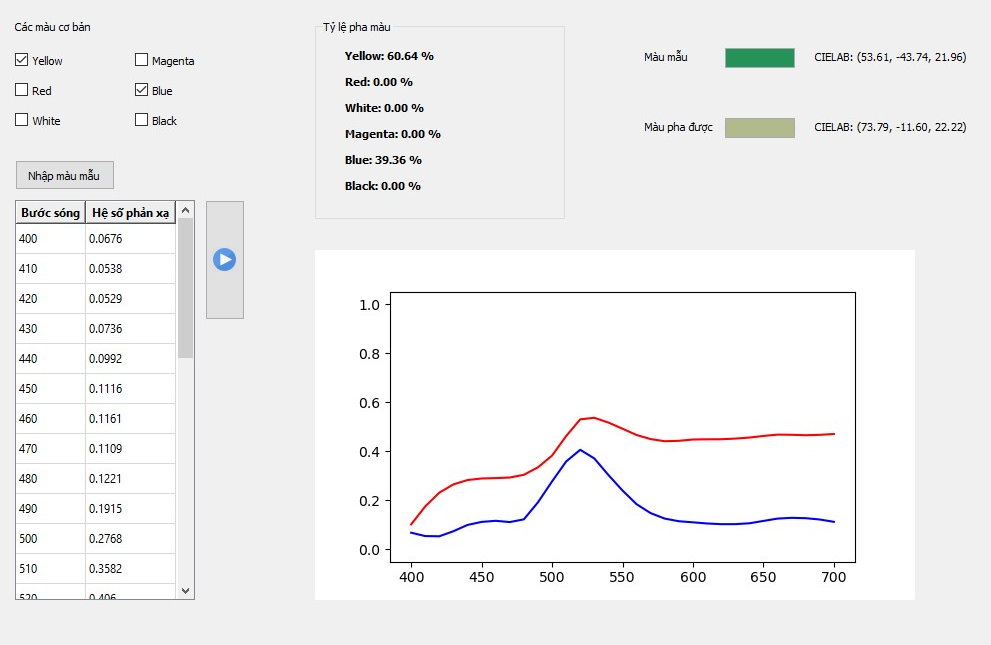 Các màu cơ bản
Yellow
Magenta
Red
Blue
White
Black
Nhập màu mẫu
Bước sóng Hệ số phản xạ
400 0.0676
410 0.0538
420 0.0529
430 0.0736
440 0.0992
450 0.1116
460 0.1161
470 0.1109
480 0.1221
490 0.1915
500 0.2768
510 0.3582
520 0.406
Tỷ lệ pha màu
Yellow: 60.64 %
Red: 0.00 %
White: 0.00 %
Magenta: 0.00 %
Blue: 39.36 %
Black: 0.00 %
Màu mẫu
CIELAB: (53.61, -43.74, 21.96)
Màu pha được
CIELAB: (73.79, -11.60, 22.22)
1.0
0.8
0.6
0.4
0.2
0.0
400 450 500 550 600 650 700